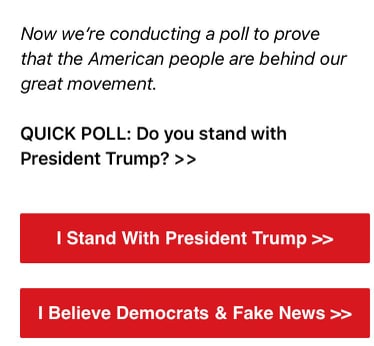 Now we're conducting a poll to prove
that the American people are behind our
great movement.
QUICK POLL: Do you stand with
President Trump? >>
I Stand With President Trump >>
I Believe Democrats & Fake News >>